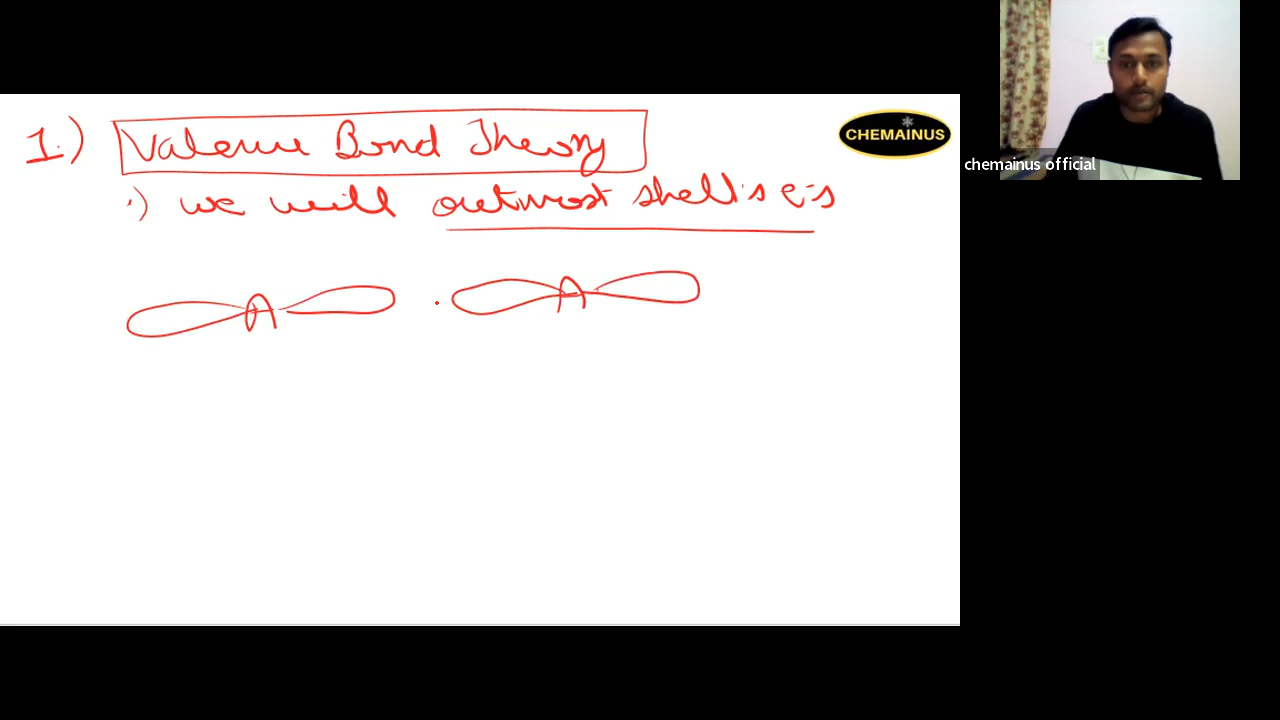 1.) Valence Bond Theory
CHEMAINUS
i) we will outmost shell's e-s
A A
chemainus official